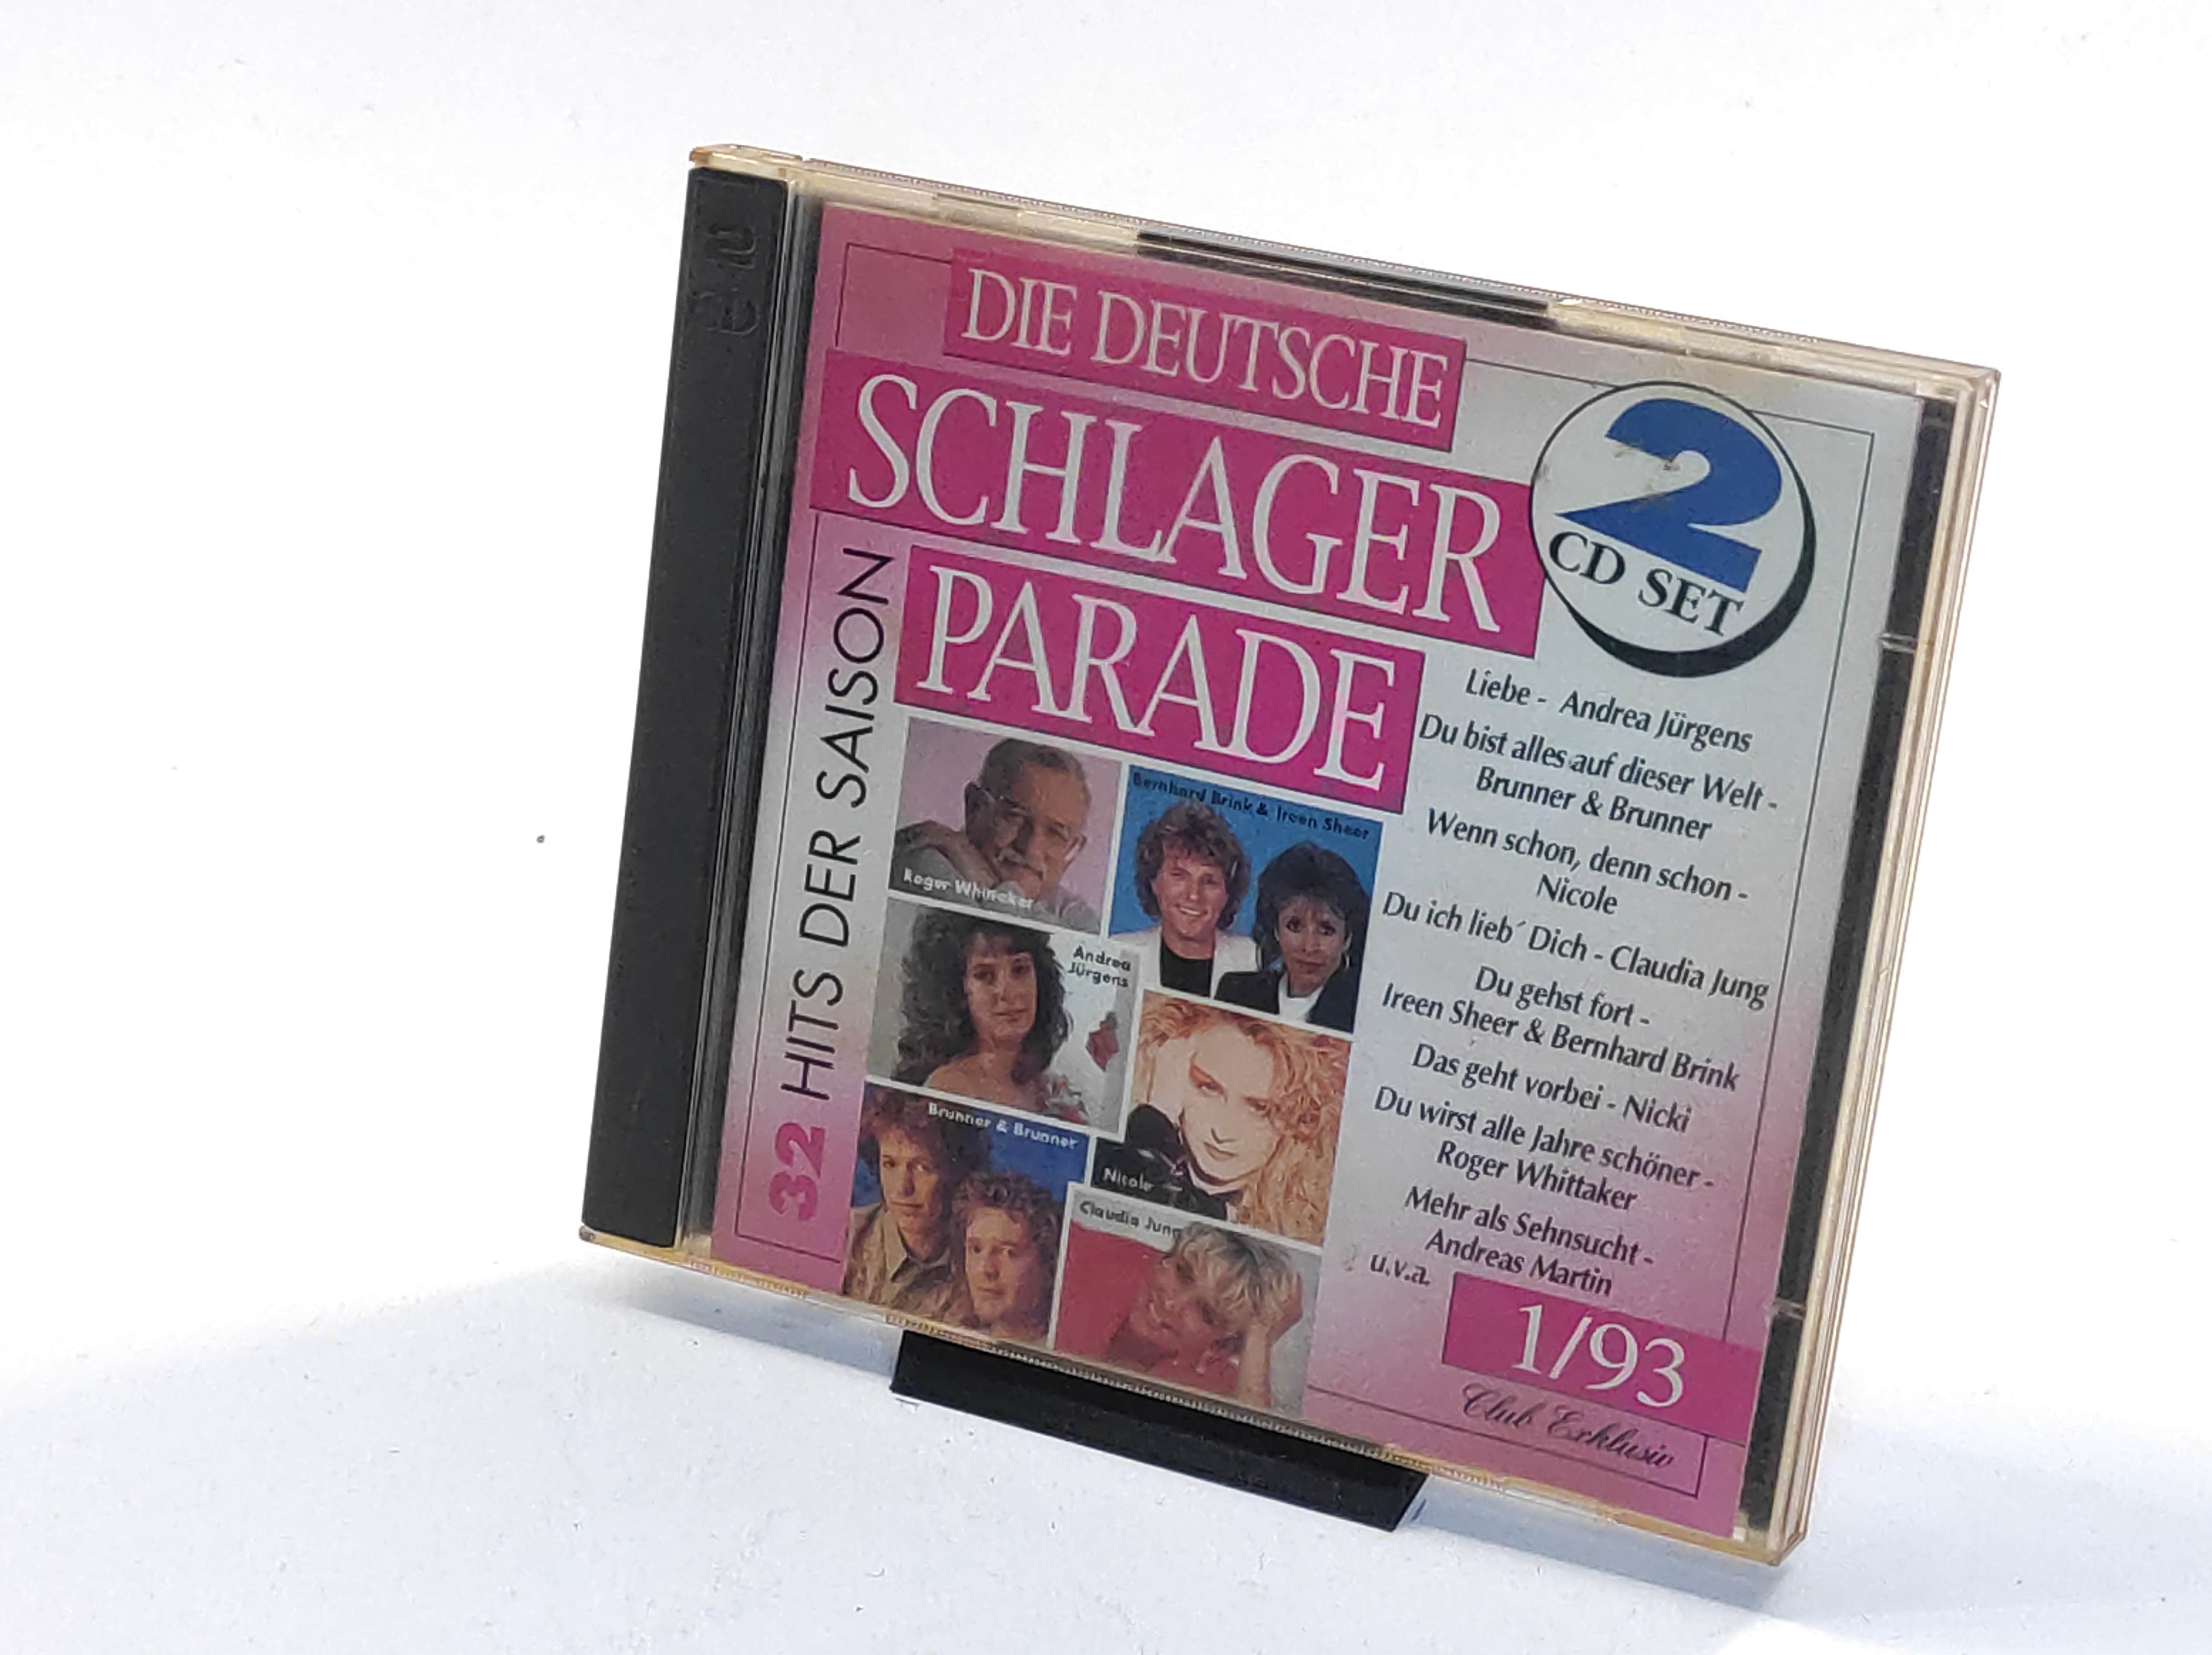 DIE DEUTSCHE
SCHLAGER
PARADE
2
CD SET
32 HITS DER SAISON
Roger Whittaker
Bernhard Brink & Ireen Sheer
Andrea
Jürgens
Brunner & Brunner
Nicole
Claudia Jung
Liebe - Andrea Jürgens
Du bist alles auf dieser Welt -
Brunner & Brunner
Wenn schon, denn schon -
Nicole
Du ich lieb´ Dich - Claudia Jung
Du gehst fort -
Ireen Sheer & Bernhard Brink
Das geht vorbei - Nicki
Du wirst alle Jahre schöner -
Roger Whittaker
Mehr als Sehnsucht -
Andreas Martin
u.v.a.
1/93
Club Exklusiv